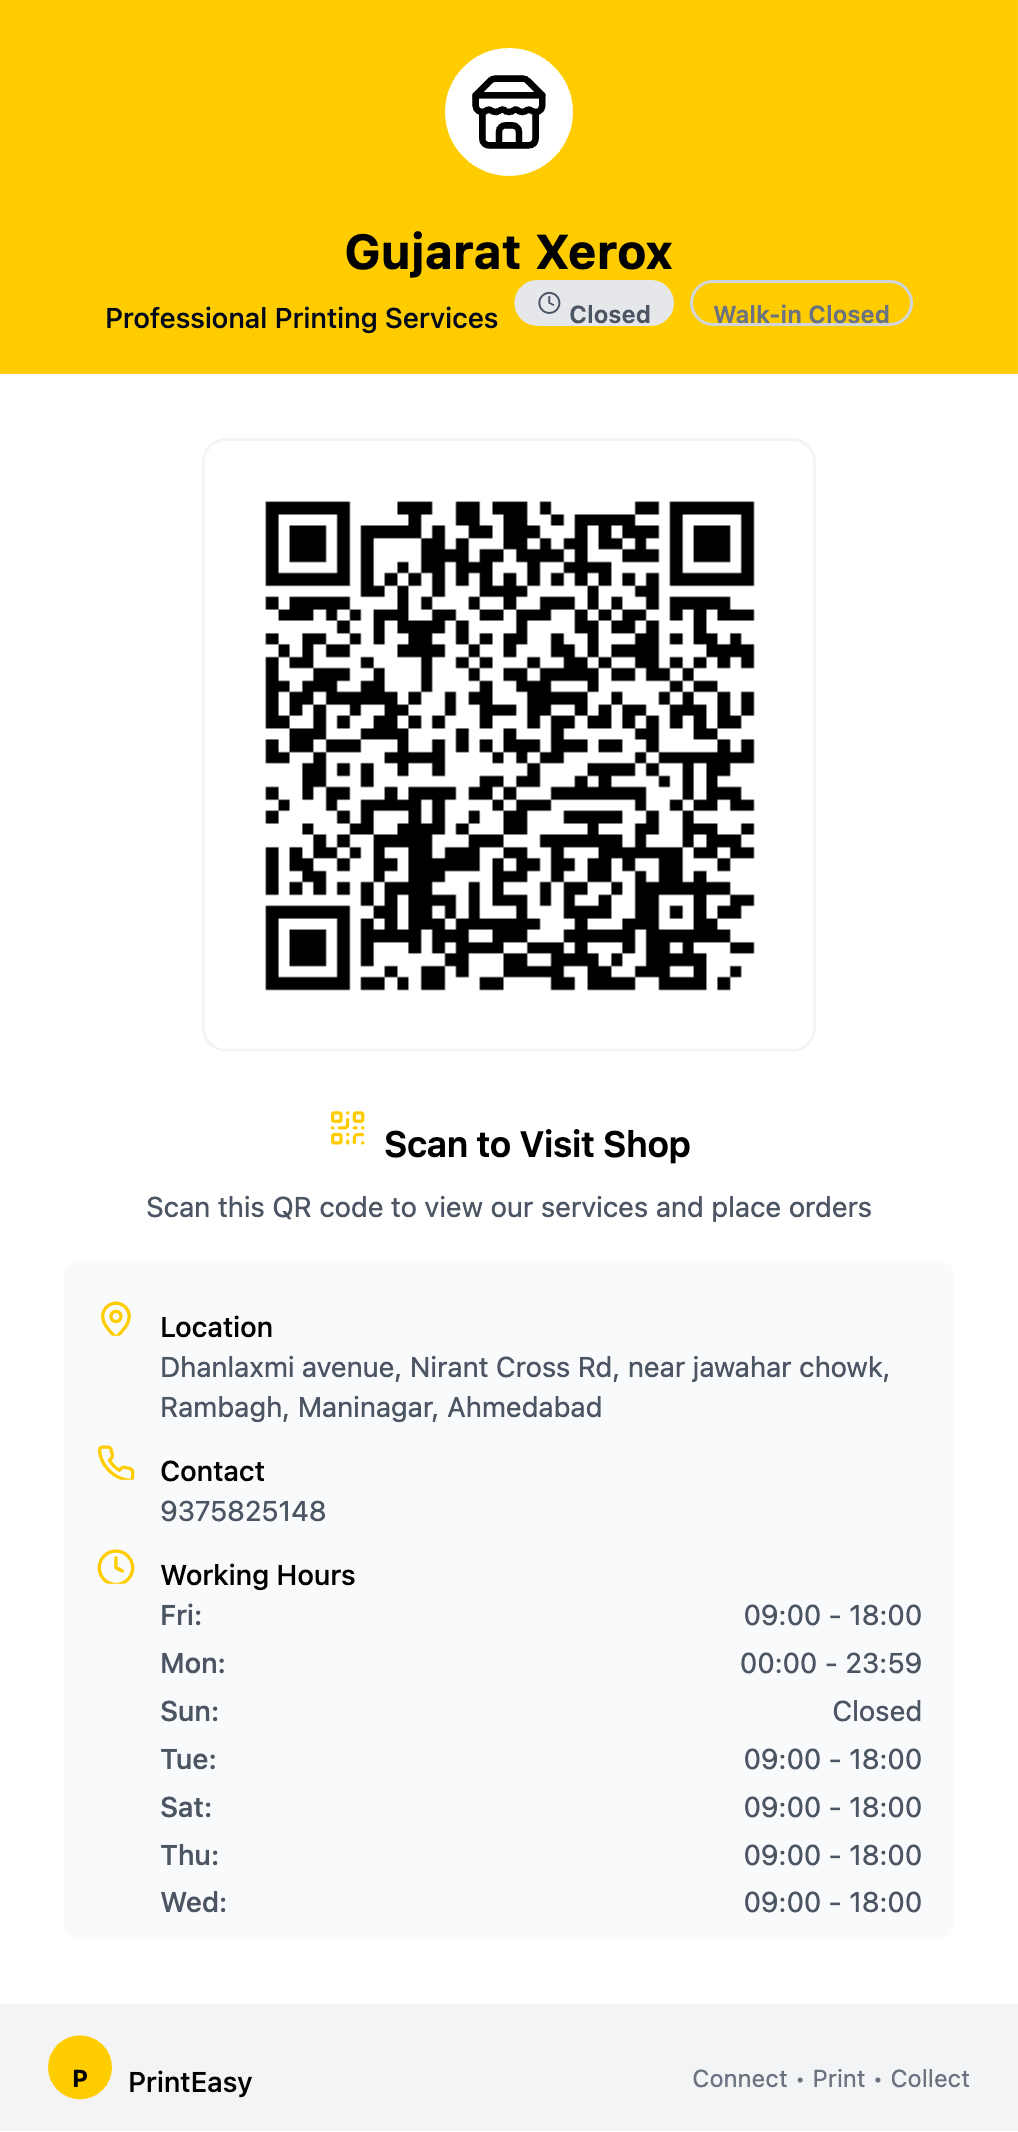 Gujarat Xerox
Professional Printing Services Closed Walk-in Closed
Scan to Visit Shop
Scan this QR code to view our services and place orders
Location
Dhanlaxmi avenue, Nirant Cross Rd, near jawahar chowk,
Rambagh, Maninagar, Ahmedabad
Contact
9375825148
Working Hours
Fri: 09:00 - 18:00
Mon: 00:00 - 23:59
Sun: Closed
Tue: 09:00 - 18:00
Sat: 09:00 - 18:00
Thu: 09:00 - 18:00
Wed: 09:00 - 18:00
P PrintEasy Connect • Print • Collect